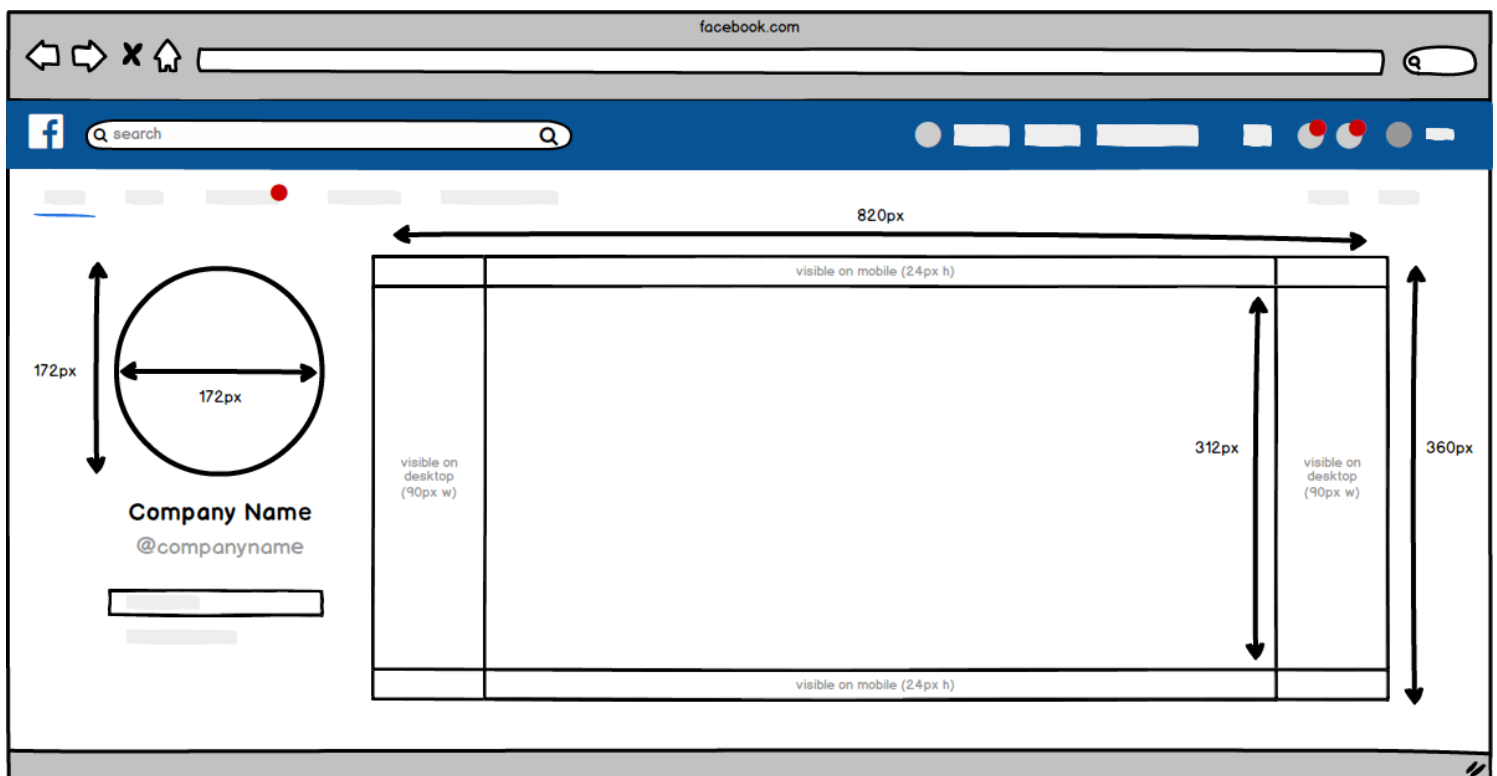 facebook.com
search
820px
visible on mobile (24px h)
172px
172px
312px
360px
visible on
desktop
(90px w)
visible on
desktop
(90px w)
Company Name
@companyname
visible on mobile (24px h)